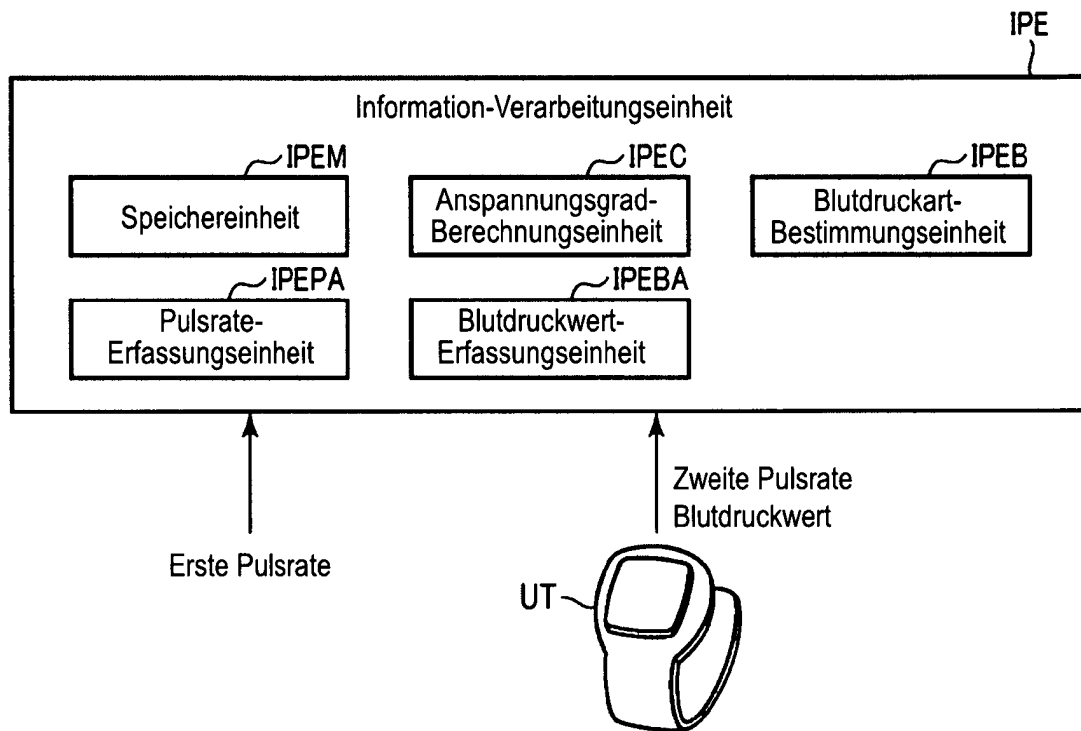 IPE
Information-Verarbeitungseinheit
IPEM
Speichereinheit
IPEC
Anspannungsgrad-
Berechnungseinheit
IPEB
Blutdruckart-
Bestimmungseinheit
IPEPA
Pulsrate-
Erfassungseinheit
IPEBA
Blutdruckwert-
Erfassungseinheit
Erste Pulsrate
Zweite Pulsrate
Blutdruckwert
UT